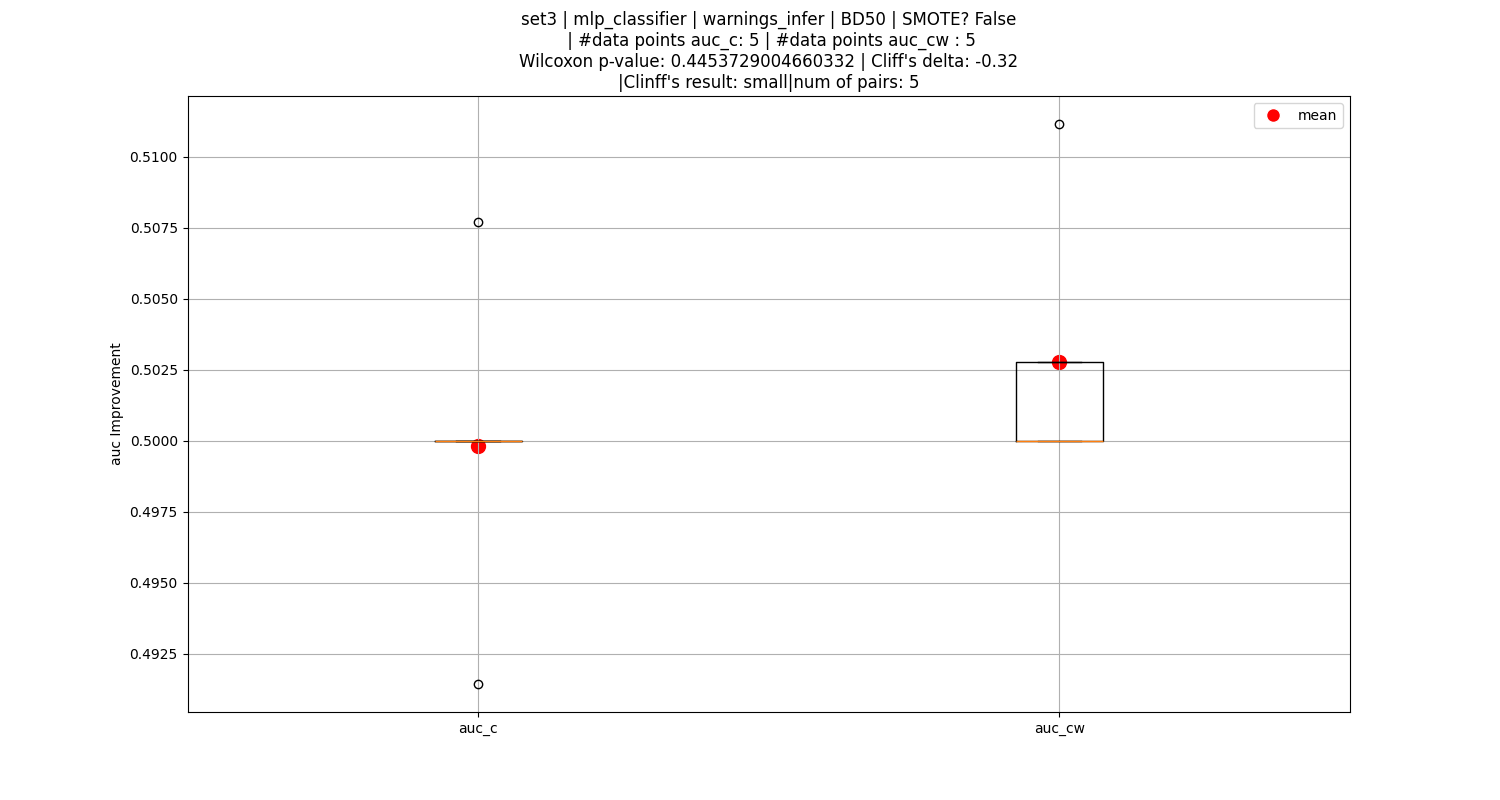 set3 | mlp_classifier | warnings_infer | BD50 | SMOTE? False
| #data points auc_c: 5 | #data points auc_cw : 5
Wilcoxon p-value: 0.4453729004660332 | Cliff's delta: -0.32
|Clinff's result: small|num of pairs: 5
mean
0.5100
0.5075
0.5050
0.5025
0.5000
0.4975
0.4950
0.4925
auc Improvement
auc_c
auc_cw